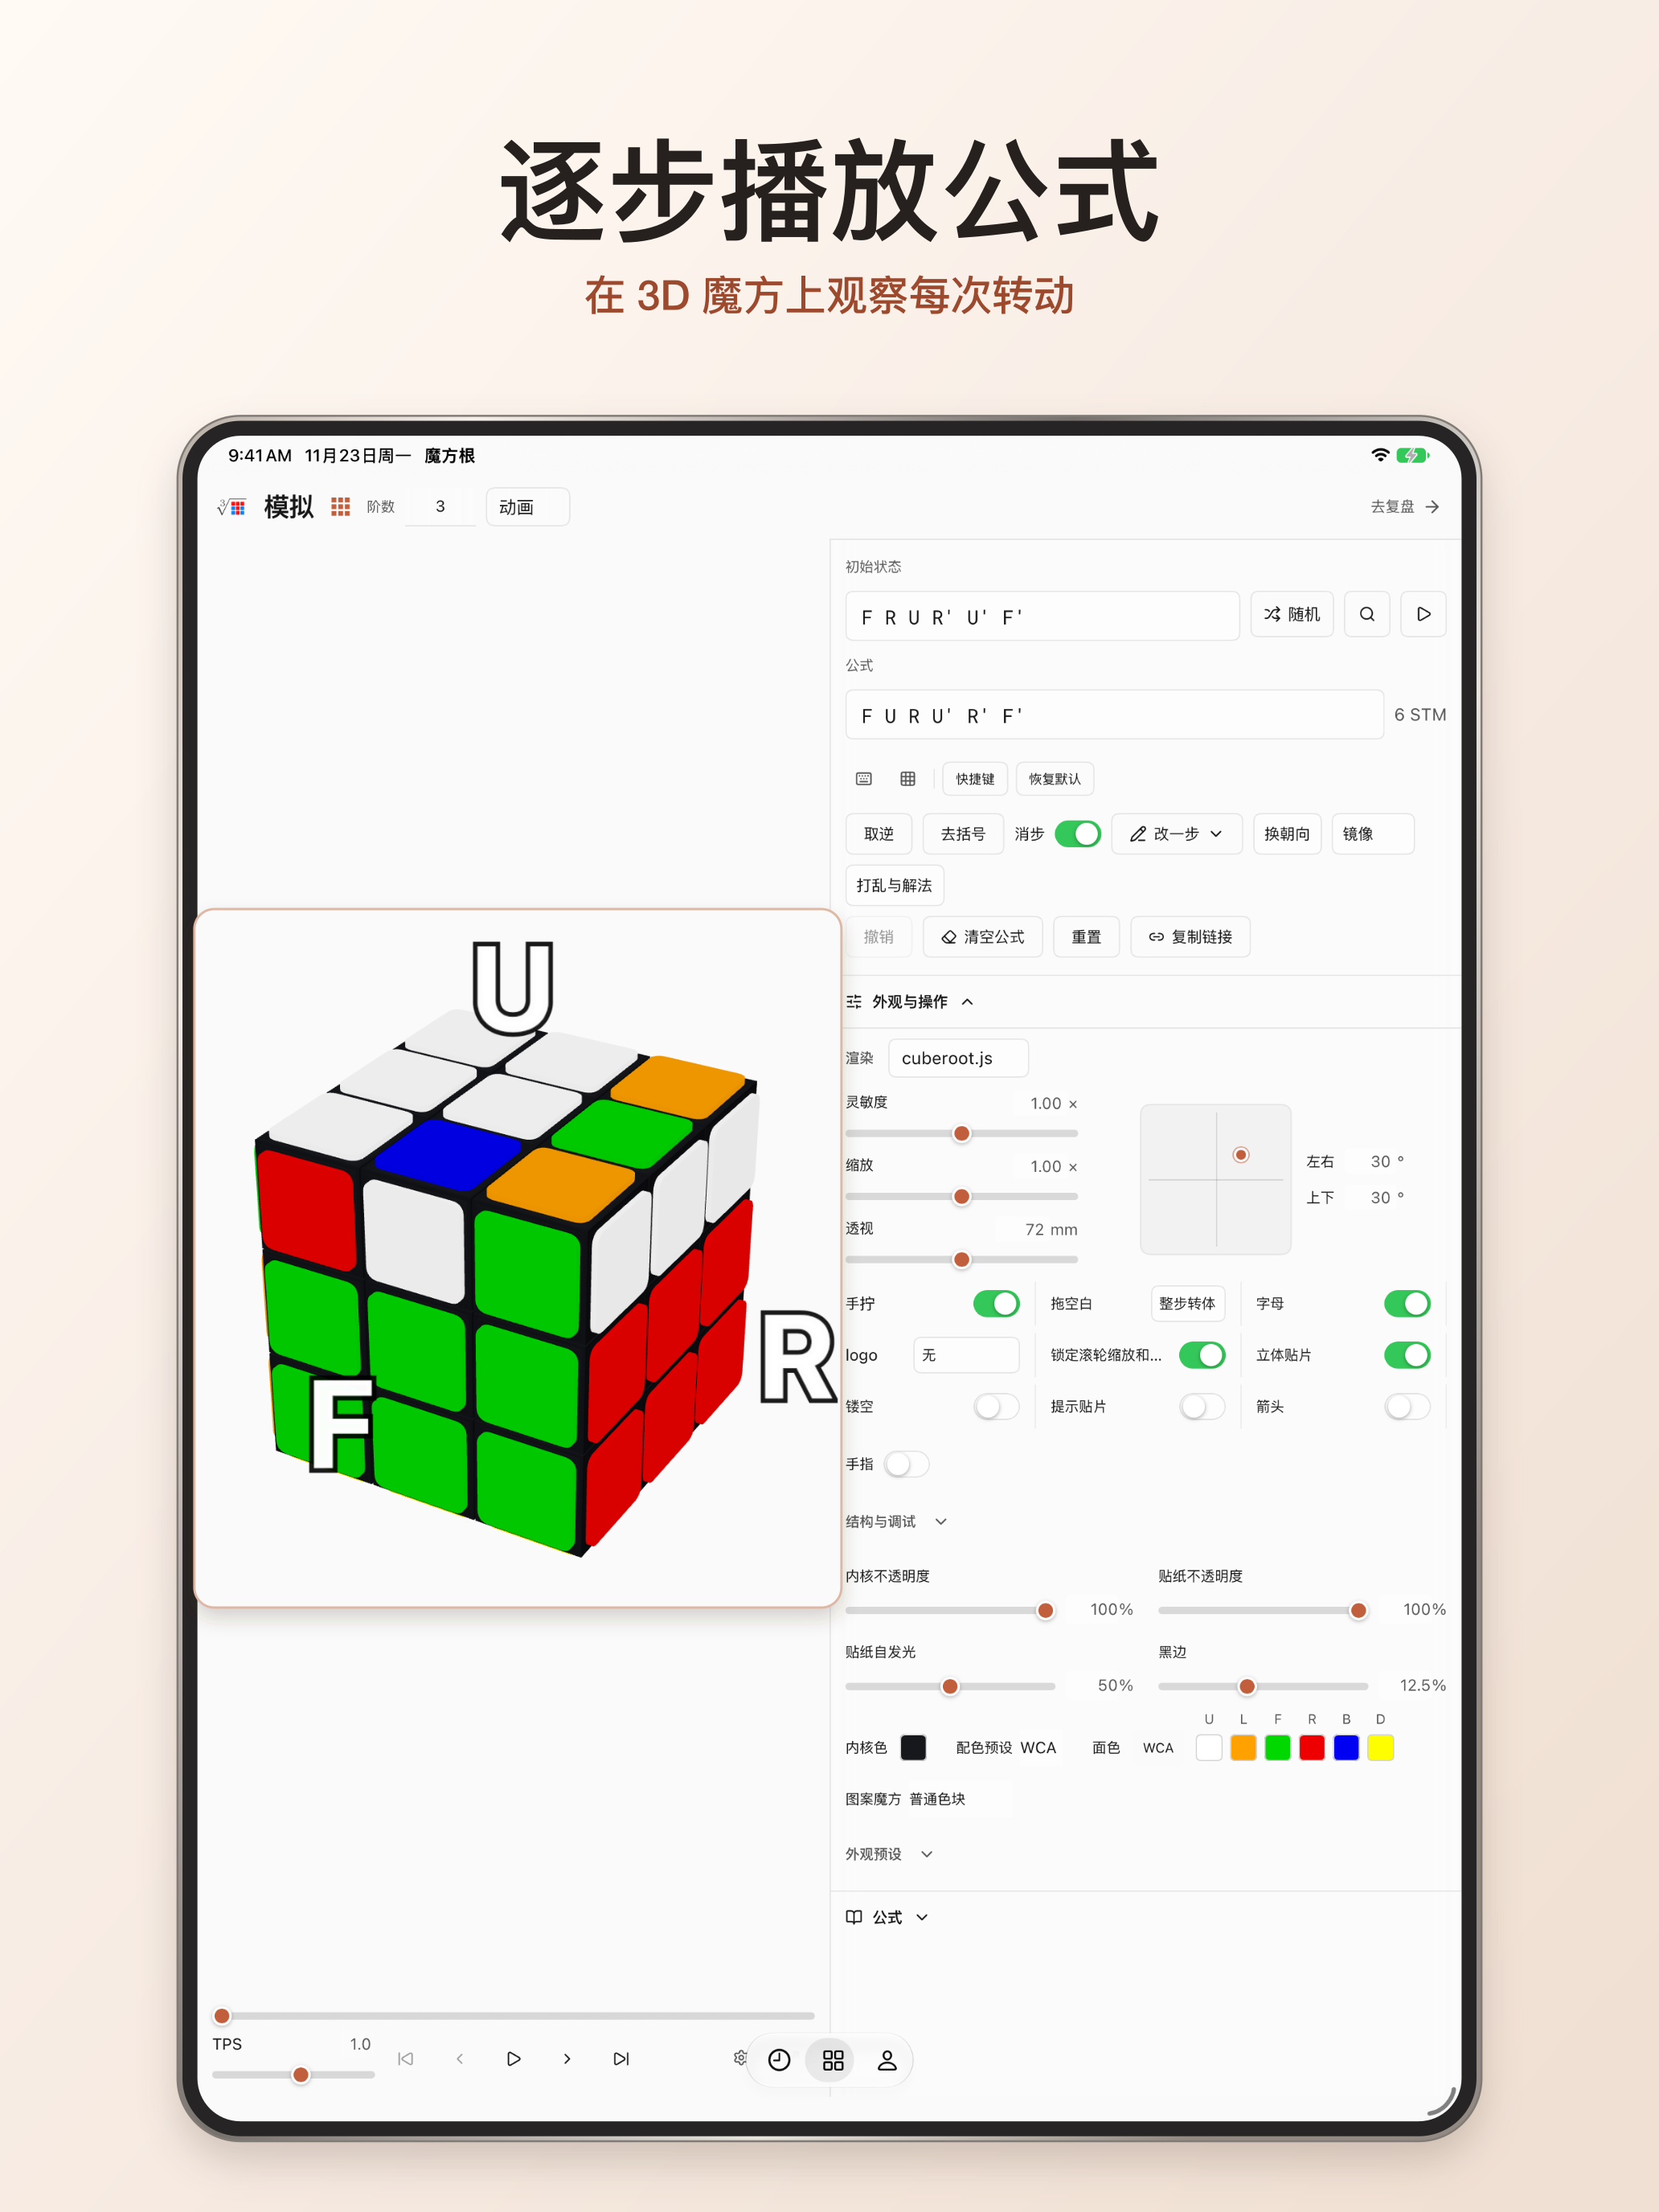 逐步播放公式
在 3D 魔方上观察每次转动
9:41 AM 11月23日周一 魔方根
模拟 阶数 3 动画 去复盘
初始状态
F R U R' U' F' 随机
公式
F U R U' R' F' 6 STM
快捷键 恢复默认
取逆 去括号 消步 改一步 换朝向 镜像
打乱与解法
撤销 清空公式 重置 复制链接
U
F
R
外观与操作
渲染 cuberoot.js
灵敏度 1.00 ×
缩放 1.00 ×
透视 72 mm
左右 30 °
上下 30 °
手拧 拖空白 整步转体 字母
logo 无 锁定滚轮缩放和... 立体贴片
镂空 提示贴片 箭头
手指
结构与调试
内核不透明度 贴纸不透明度
100% 100%
贴纸自发光 黑边
50% 12.5%
U L F R B D
内核色 配色预设 WCA 面色 WCA
图案魔方 普通色块
外观预设
公式
TPS 1.0